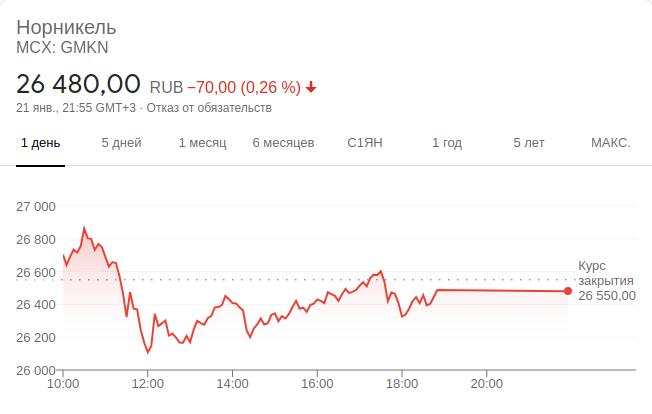 Норникель
MCX: GMKN
26 480,00 RUB −70,00 (0,26 %)
21 янв., 21:55 GMT+3 · Отказ от обязательств
1 день 5 дней 1 месяц 6 месяцев С1ЯН 1 год 5 лет МАКС.
27 000
26 800
26 600
26 400
26 200
26 000
Курс
закрытия
26 550,00
10:00 12:00 14:00 16:00 18:00 20:00